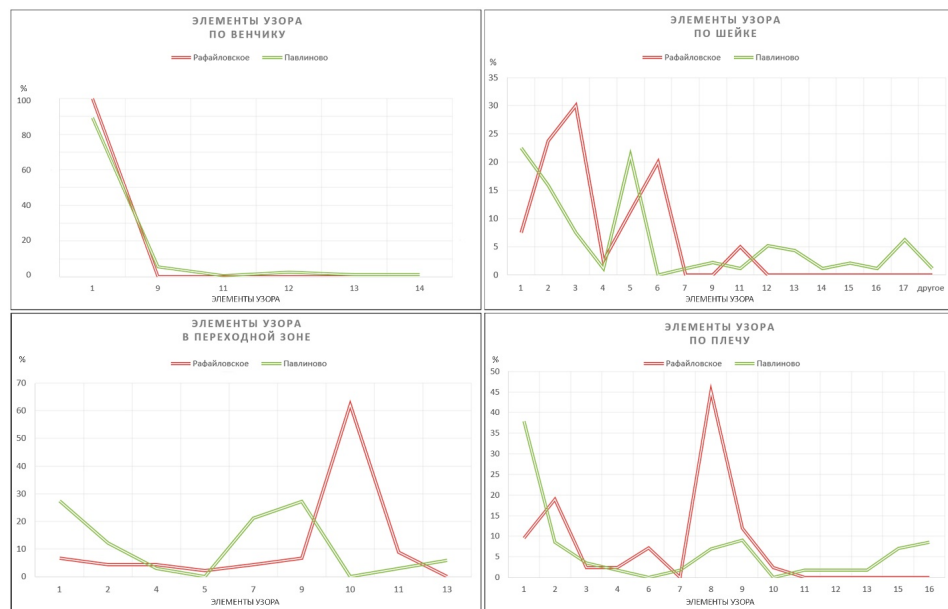 ЭЛЕМЕНТЫ УЗОРА
ПО ВЕНЧИКУ
Рафайловское Павлиново
%
100
80
60
40
20
0
1 9 11 12 13 14
ЭЛЕМЕНТЫ УЗОРА
ЭЛЕМЕНТЫ УЗОРА
ПО ШЕЙКЕ
Рафайловское Павлиново
%
35
30
25
20
15
10
5
0
1 2 3 4 5 6 7 9 11 12 13 14 15 16 17 другое
ЭЛЕМЕНТЫ УЗОРА
ЭЛЕМЕНТЫ УЗОРА
В ПЕРЕХОДНОЙ ЗОНЕ
Рафайловское Павлиново
%
70
60
50
40
30
20
10
0
1 2 4 5 7 9 10 11 13
ЭЛЕМЕНТЫ УЗОРА
ЭЛЕМЕНТЫ УЗОРА
ПО ПЛЕЧУ
Рафайловское Павлиново
%
50
45
40
35
30
25
20
15
10
5
0
1 2 3 4 6 7 8 9 10 11 12 13 15 16
ЭЛЕМЕНТЫ УЗОРА